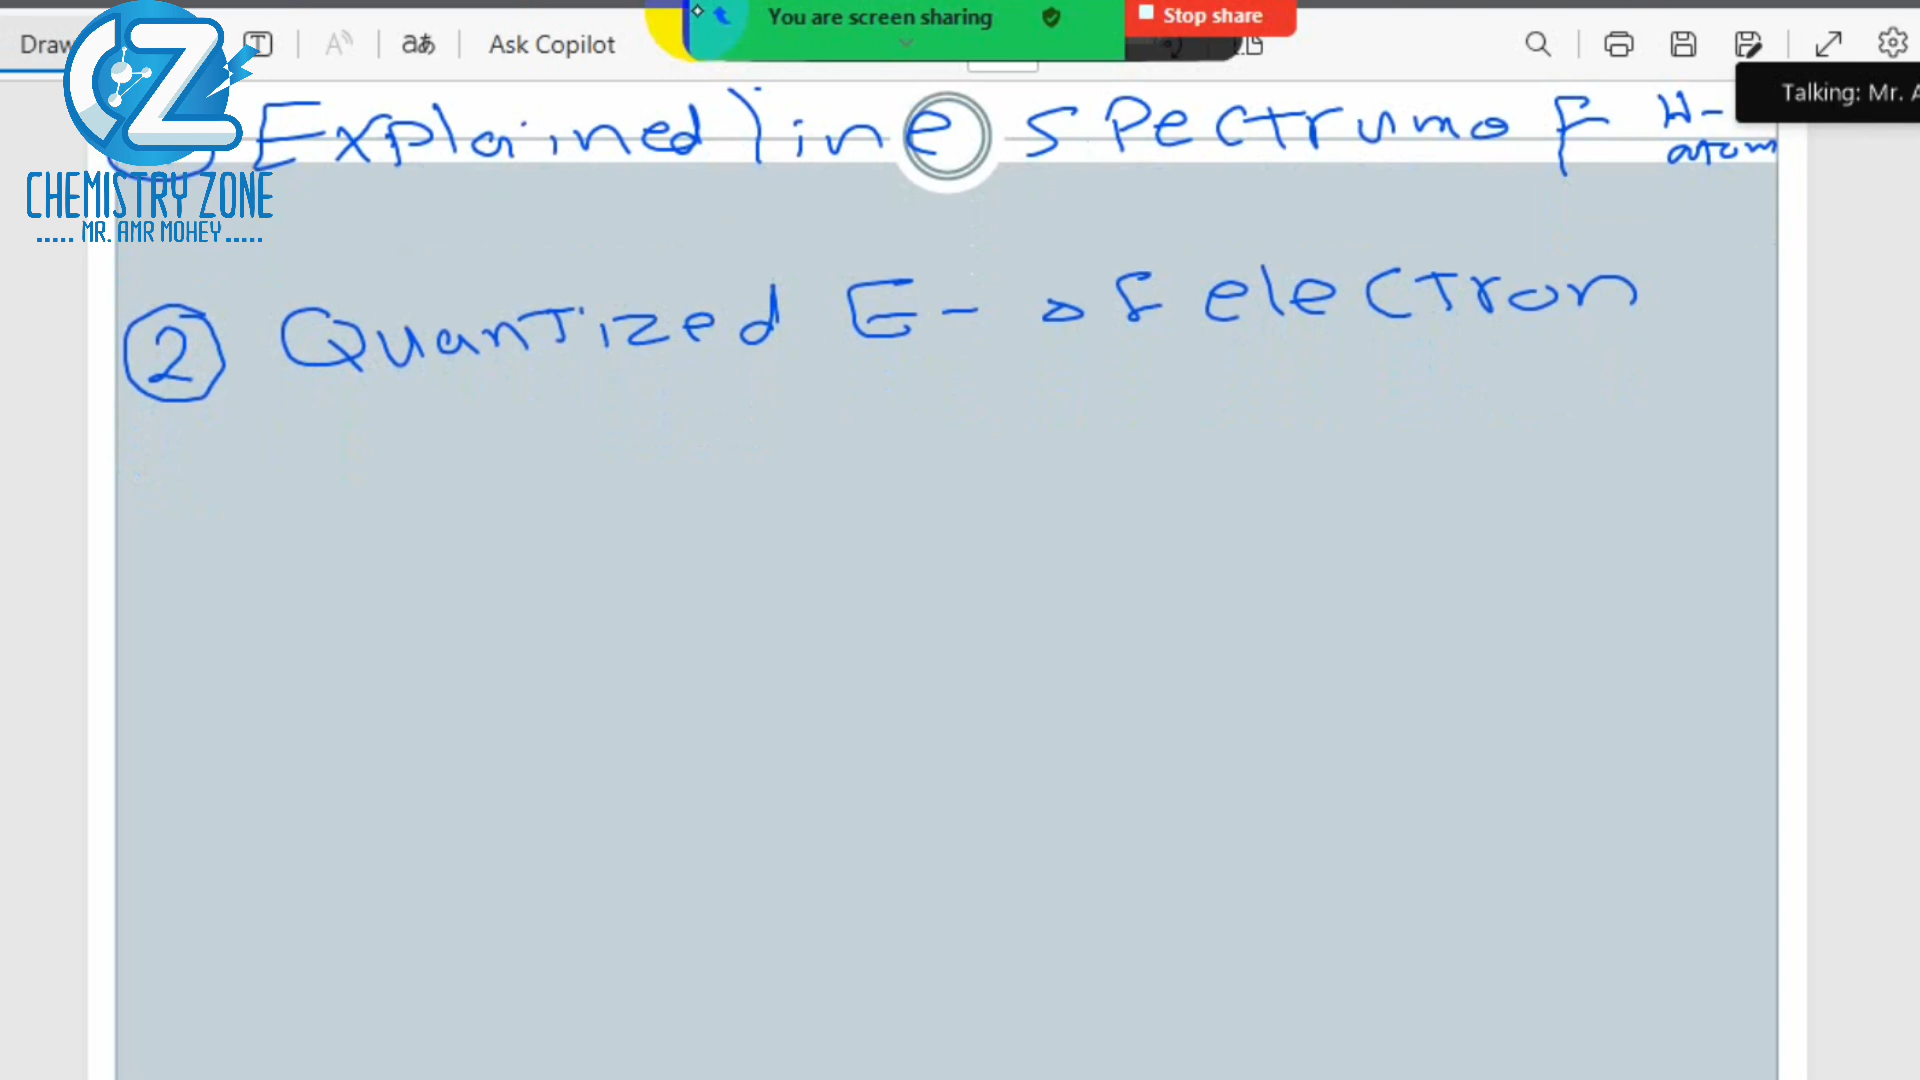 You are screen sharing
Stop share
Draw
Ask Copilot
Talking: Mr. A
CZ
Explained line spectrum of H-
atom
CHEMISTRY ZONE
..... MR. AMR MOHEY .....
2 Quantized E- of electron